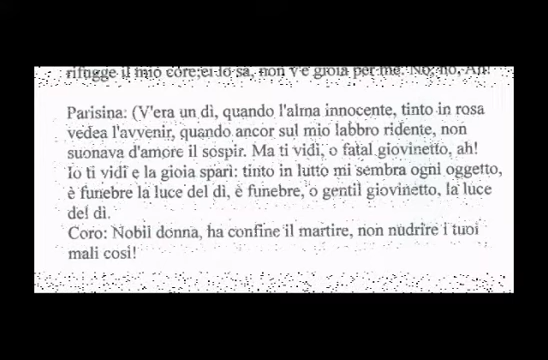 rifugge il mio core; ei lo sa, non v'è gioia per me. No, no, Ah!
Parisina: (V'era un dì, quando l'alma innocente, tinto in rosa
vedea l'avvenir, quando ancor sul mio labbro ridente, non
suonava d'amore il sospir. Ma ti vidi, o fatal giovinetto, ah!
Io ti vidi e la gioia sparì: tinto in lutto mi sembra ogni oggetto,
è funebre la luce del dì, è funebre, o gentil giovinetto, la luce
del dì.
Coro: Nobil donna, ha confine il martire, non nudrire i tuoi
mali così!